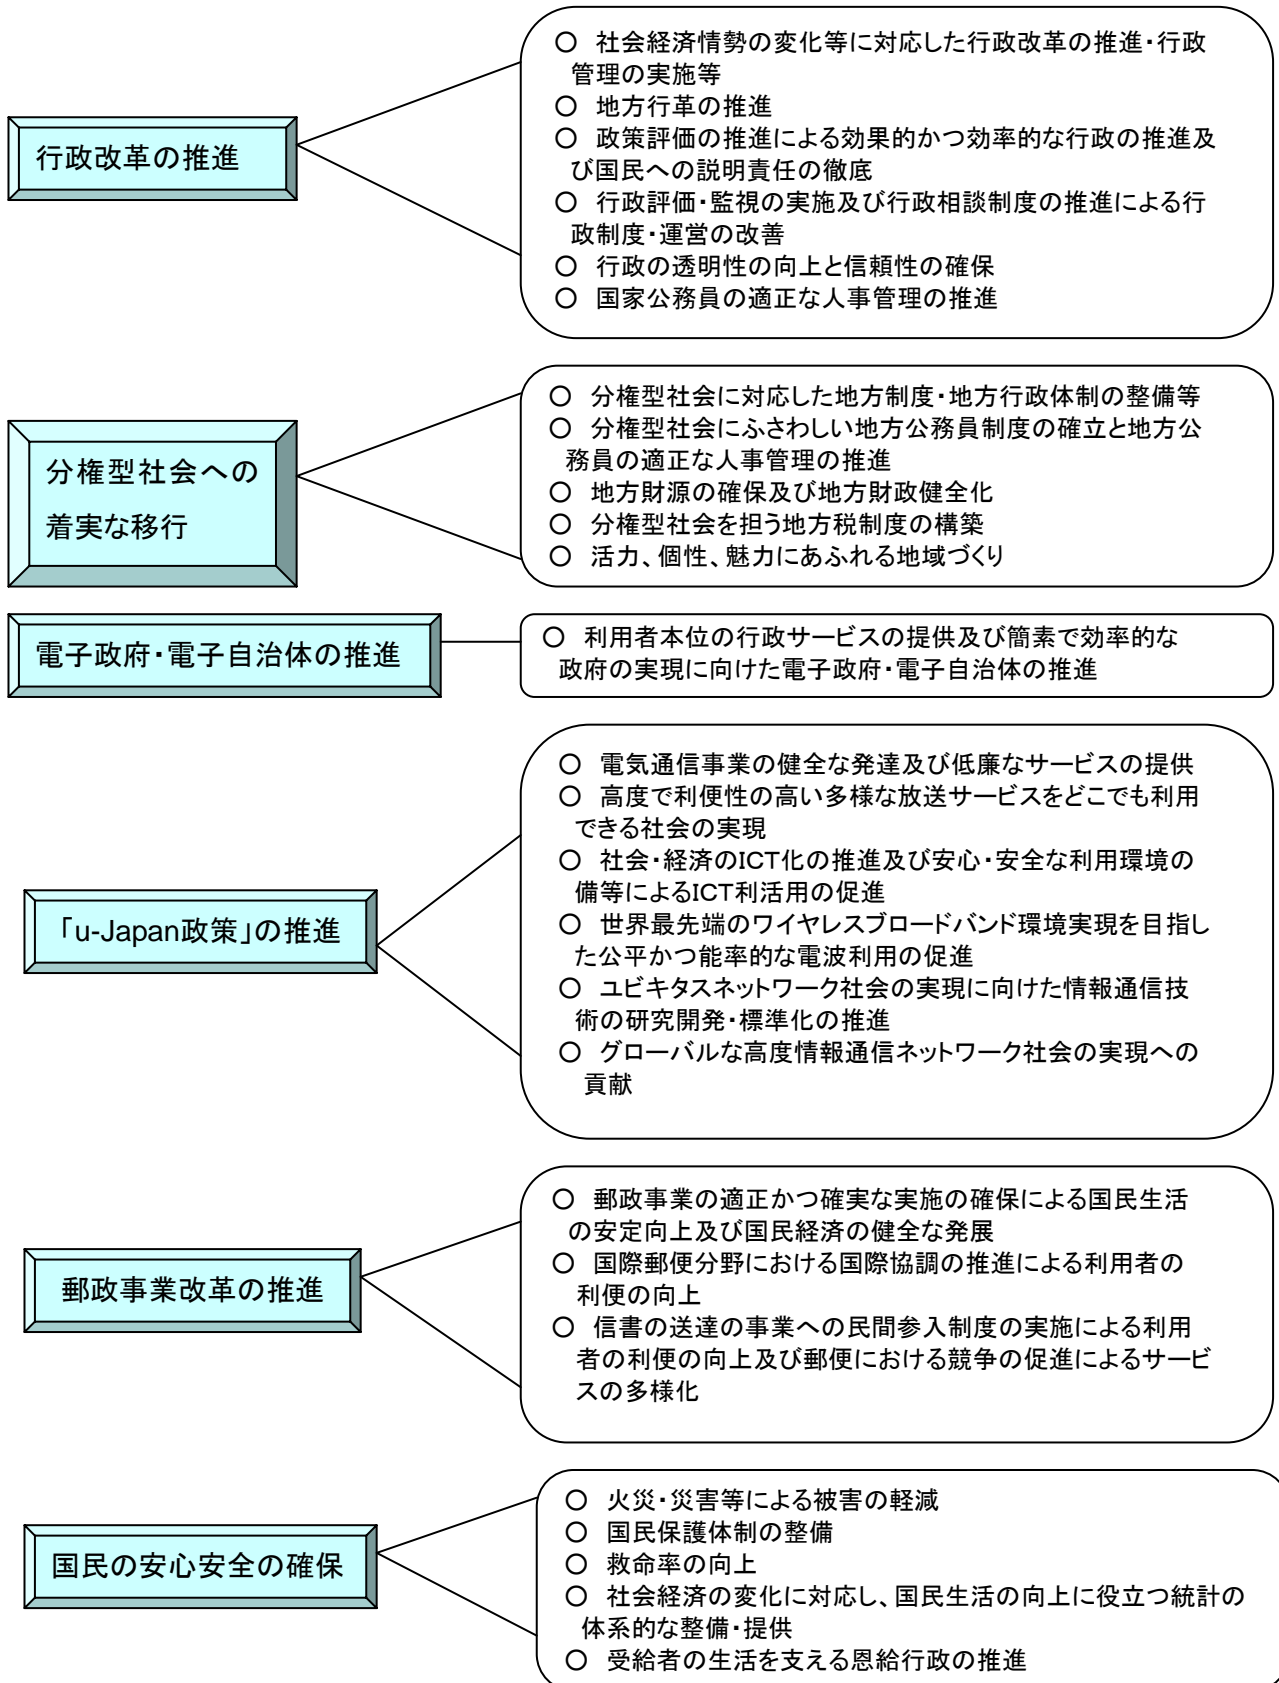 行政改革の推進
○ 社会経済情勢の変化等に対応した行政改革の推進・行政
管理の実施等
○ 地方行革の推進
○ 政策評価の推進による効果的かつ効率的な行政の推進及
び国民への説明責任の徹底
○ 行政評価・監視の実施及び行政相談制度の推進による行
政制度・運営の改善
○ 行政の透明性の向上と信頼性の確保
○ 国家公務員の適正な人事管理の推進
分権型社会への
着実な移行
○ 分権型社会に対応した地方制度・地方行政体制の整備等
○ 分権型社会にふさわしい地方公務員制度の確立と地方公
務員の適正な人事管理の推進
○ 地方財源の確保及び地方財政健全化
○ 分権型社会を担う地方税制度の構築
○ 活力、個性、魅力にあふれる地域づくり
電子政府・電子自治体の推進
○ 利用者本位の行政サービスの提供及び簡素で効率的な
政府の実現に向けた電子政府・電子自治体の推進
「u-Japan政策」の推進
○ 電気通信事業の健全な発達及び低廉なサービスの提供
○ 高度で利便性の高い多様な放送サービスをどこでも利用
できる社会の実現
○ 社会・経済のICT化の推進及び安心・安全な利用環境の
備等によるICT利活用の促進
○ 世界最先端のワイヤレスブロードバンド環境実現を目指し
た公平かつ能率的な電波利用の促進
○ ユビキタスネットワーク社会の実現に向けた情報通信技
術の研究開発・標準化の推進
○ グローバルな高度情報通信ネットワーク社会の実現への
貢献
郵政事業改革の推進
○ 郵政事業の適正かつ確実な実施の確保による国民生活
の安定向上及び国民経済の健全な発展
○ 国際郵便分野における国際協調の推進による利用者の
利便の向上
○ 信書の送達の事業への民間参入制度の実施による利用
者の利便の向上及び郵便における競争の促進によるサービ
スの多様化
国民の安心安全の確保
○ 火災・災害等による被害の軽減
○ 国民保護体制の整備
○ 救命率の向上
○ 社会経済の変化に対応し、国民生活の向上に役立つ統計の
体系的な整備・提供
○ 受給者の生活を支える恩給行政の推進